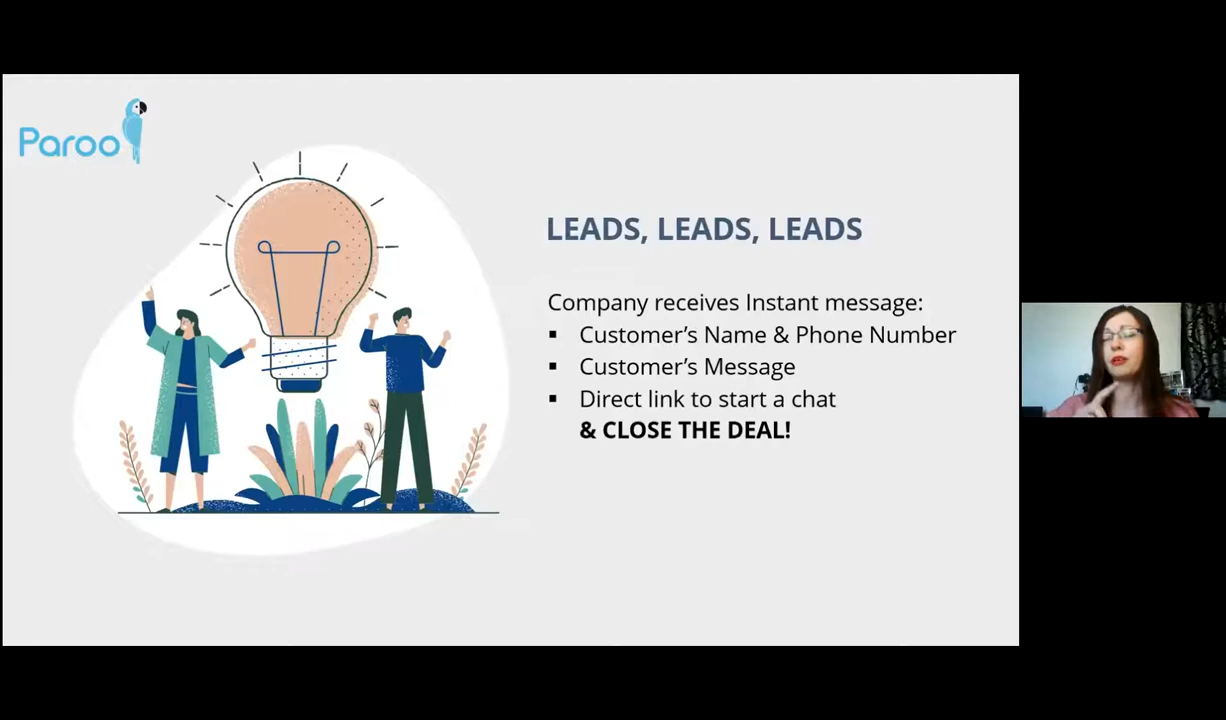 Paroo
LEADS, LEADS, LEADS
Company receives Instant message:
▪ Customer’s Name & Phone Number
▪ Customer’s Message
▪ Direct link to start a chat
& CLOSE THE DEAL!